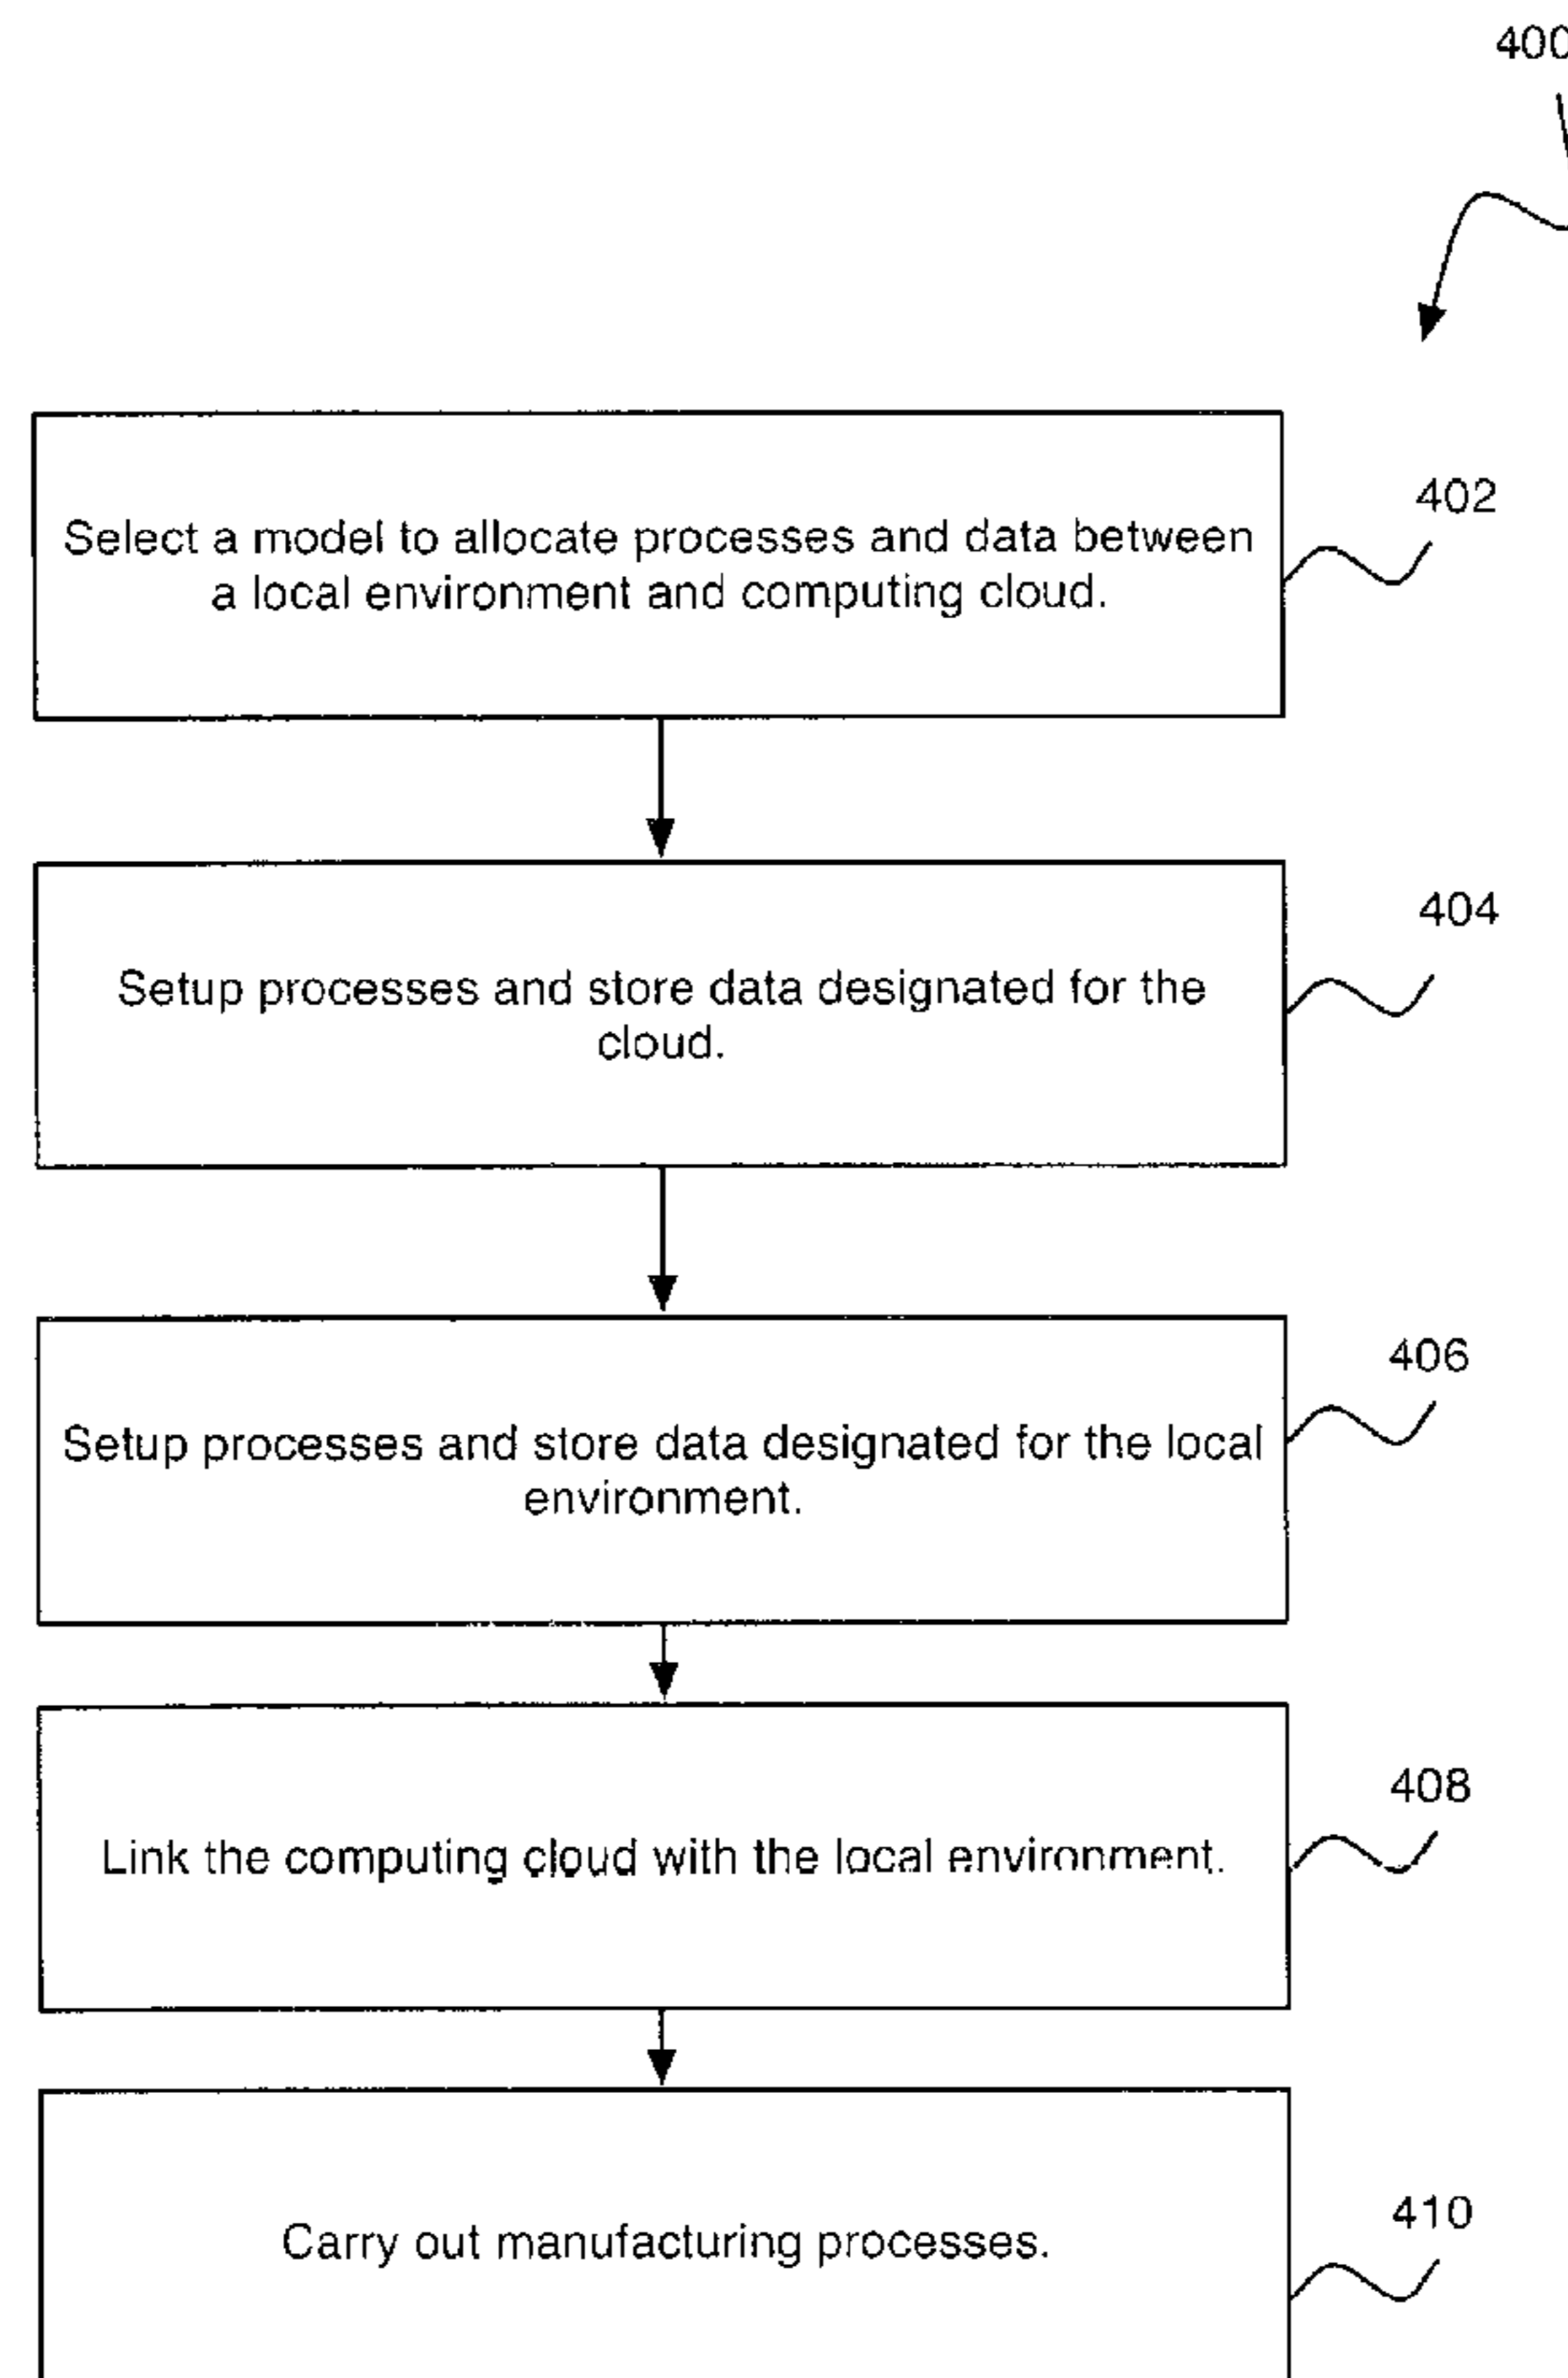 400
Select a model to allocate processes and data between
a local environment and computing cloud.
402
Setup processes and store data designated for the
cloud.
404
Setup processes and store data designated for the local
environment.
406
Link the computing cloud with the local environment.
408
Carry out manufacturing processes.
410